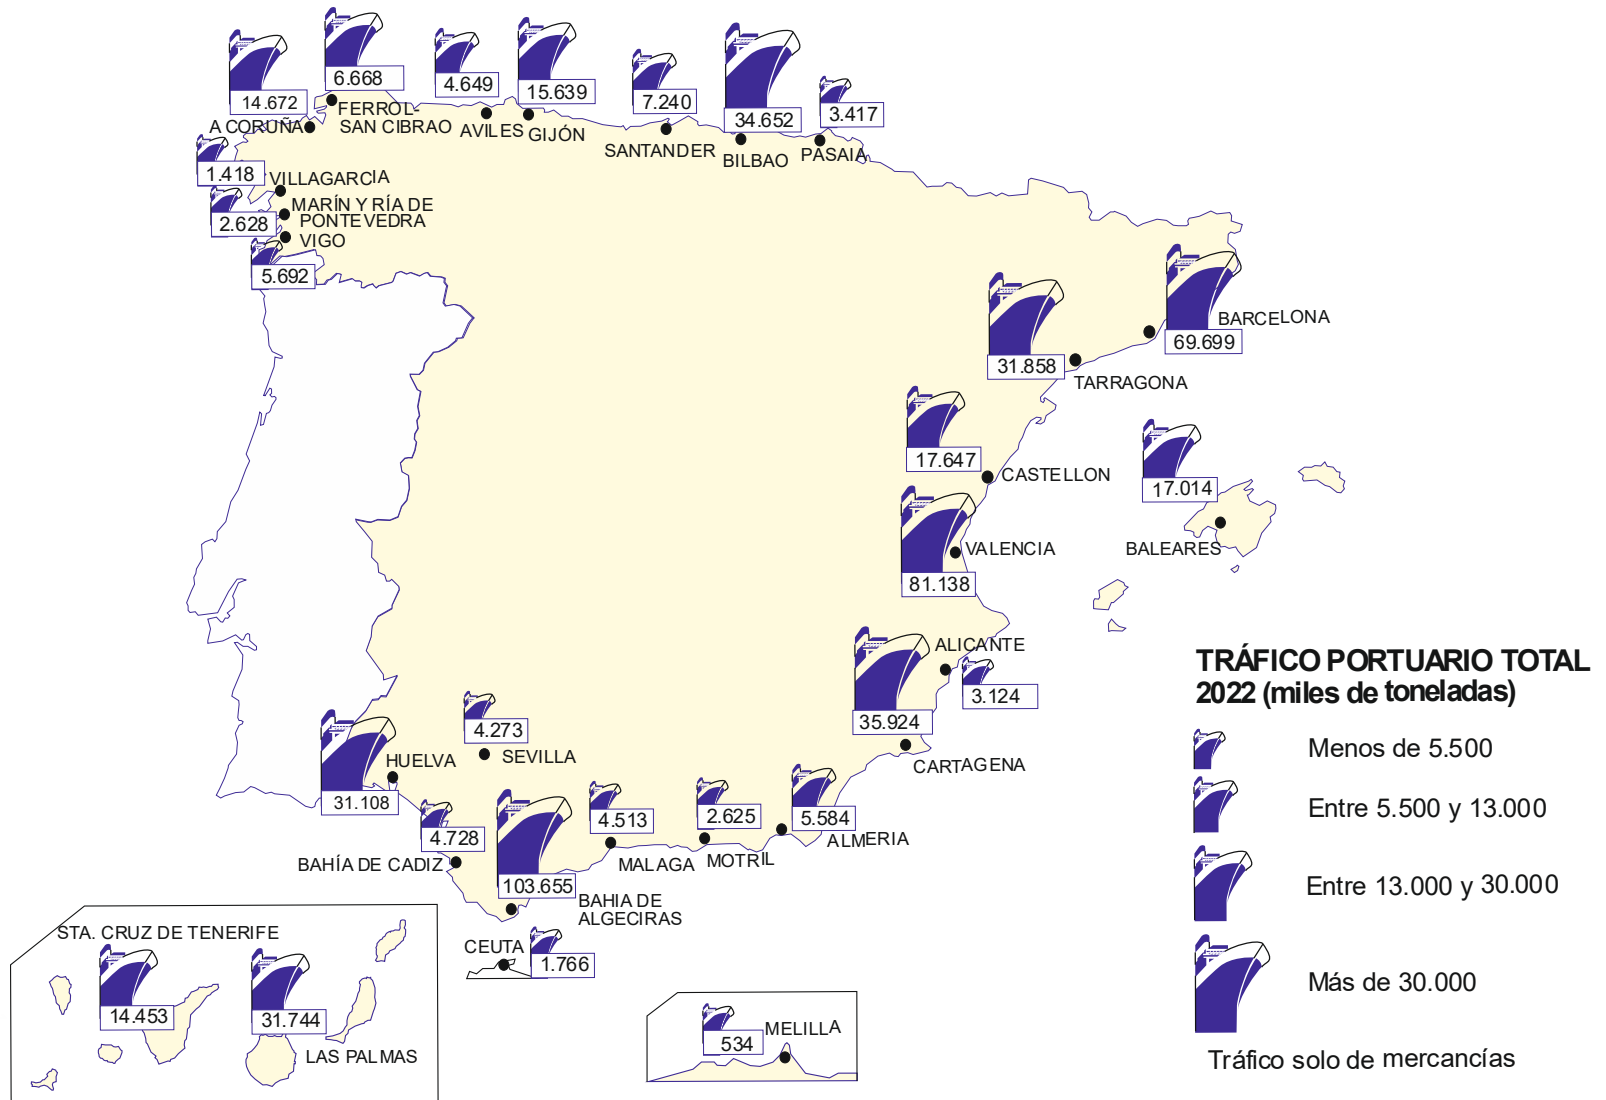 6.668
14.672
4.649
15.639
7.240
34.652
3.417
A CORUÑA
FERROL-
SAN CIBRAO
AVILES
GIJÓN
SANTANDER
BILBAO
PASAIA
1.418
VILLAGARCIA
2.628
MARÍN Y RÍA DE
PONTEVEDRA
VIGO
5.692
BARCELONA
69.699
31.858
TARRAGONA
17.647
CASTELLON
17.014
BALEARES
VALENCIA
81.138
ALICANTE
3.124
35.924
CARTAGENA
4.273
SEVILLA
HUELVA
31.108
4.728
BAHÍA DE CADIZ
103.655
BAHIA DE
ALGECIRAS
4.513
MALAGA
2.625
MOTRIL
5.584
ALMERIA
CEUTA
1.766
STA. CRUZ DE TENERIFE
14.453
31.744
LAS PALMAS
534
MELILLA
TRÁFICO PORTUARIO TOTAL
2022 (miles de toneladas)
Menos de 5.500
Entre 5.500 y 13.000
Entre 13.000 y 30.000
Más de 30.000
Tráfico solo de mercancías